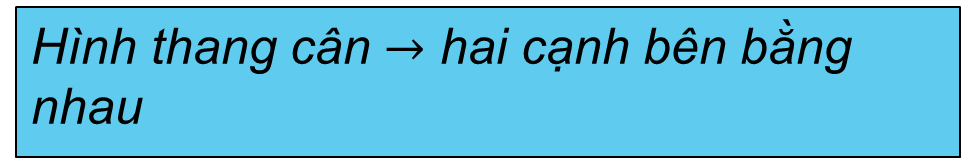 Hình thang cân → hai cạnh bên bằng
nhau